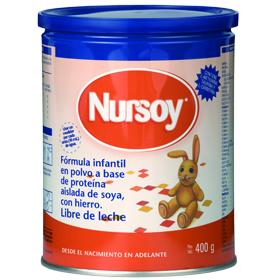 Nursoy
Fórmula infantil
en polvo a base
de proteína
aislada de soya,
con hierro.
Libre de leche
400 g
DESDE EL NACIMIENTO EN ADELANTE